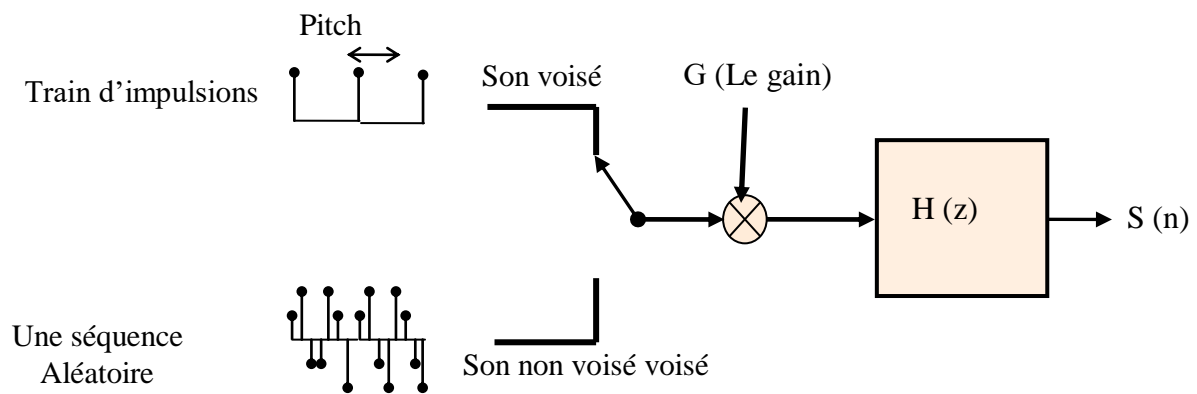 Pitch
Train d’impulsions
Son voisé
G (Le gain)
H (z)
S (n)
Une séquence
Aléatoire
Son non voisé voisé